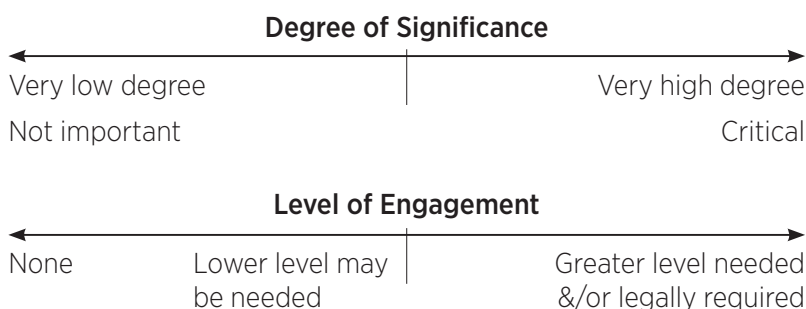 Degree of Significance
Very low degree Very high degree
Not important Critical
Level of Engagement
None Lower level may Greater level needed
be needed &/or legally required